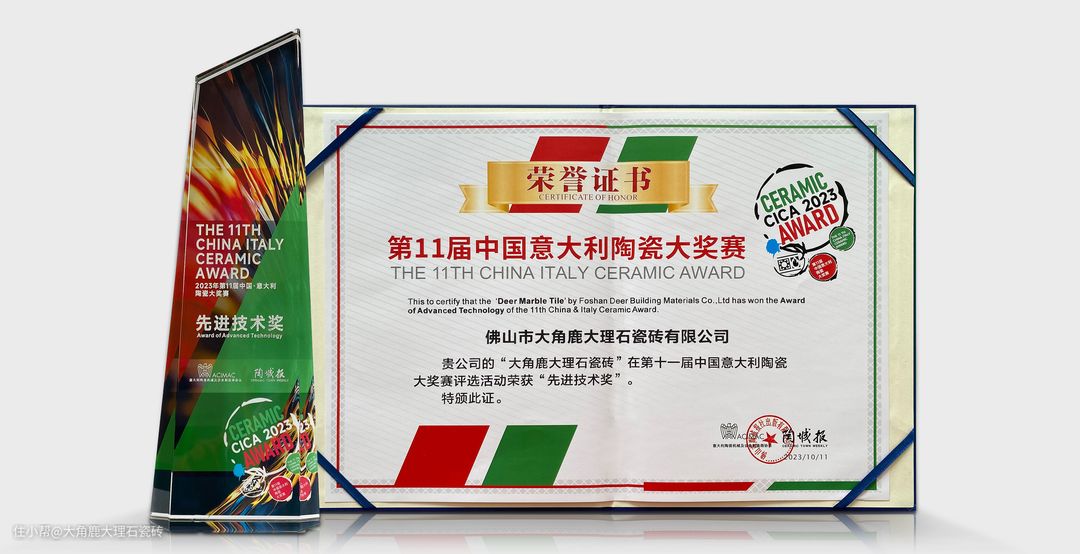 THE 11TH
CHINA ITALY
CERAMIC
AWARD
2023年第11届中国·意大利
陶瓷大奖赛
先进技术奖
Award of Advanced Technology
ACIMAC
陶城报
CERAMIC TOWN WEEKLY
CERAMIC
CICA 2023
AWARD
荣誉证书
CERTIFICATE OF HONOR
第11届中国意大利陶瓷大奖赛
THE 11TH CHINA ITALY CERAMIC AWARD
CERAMIC
CICA 2023
AWARD
This to certify that the 'Deer Marble Tile' by Foshan Deer Building Materials Co.,Ltd has won the Award
of Advanced Technology of the 11th China & Italy Ceramic Award.
佛山市大角鹿大理石瓷砖有限公司
贵公司的“大角鹿大理石瓷砖”在第十一届中国意大利陶瓷
大奖赛评选活动荣获“先进技术奖”。
特颁此证。
ACIMAC
陶城报
CERAMIC TOWN WEEKLY
2023/10/11
住小帮@大角鹿大理石瓷砖